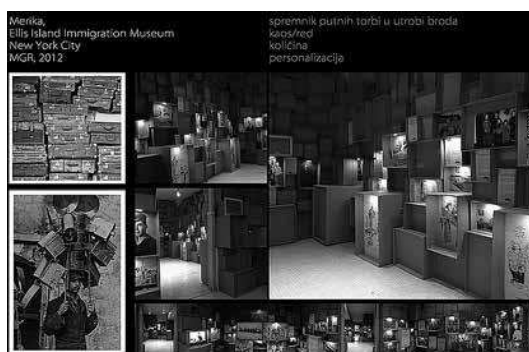 Merika,
Ellis Island Immigration Museum
New York City
MGR, 2012
spremnik putnih torbi u utrobi broda
kaos/red
količina
personalizacija